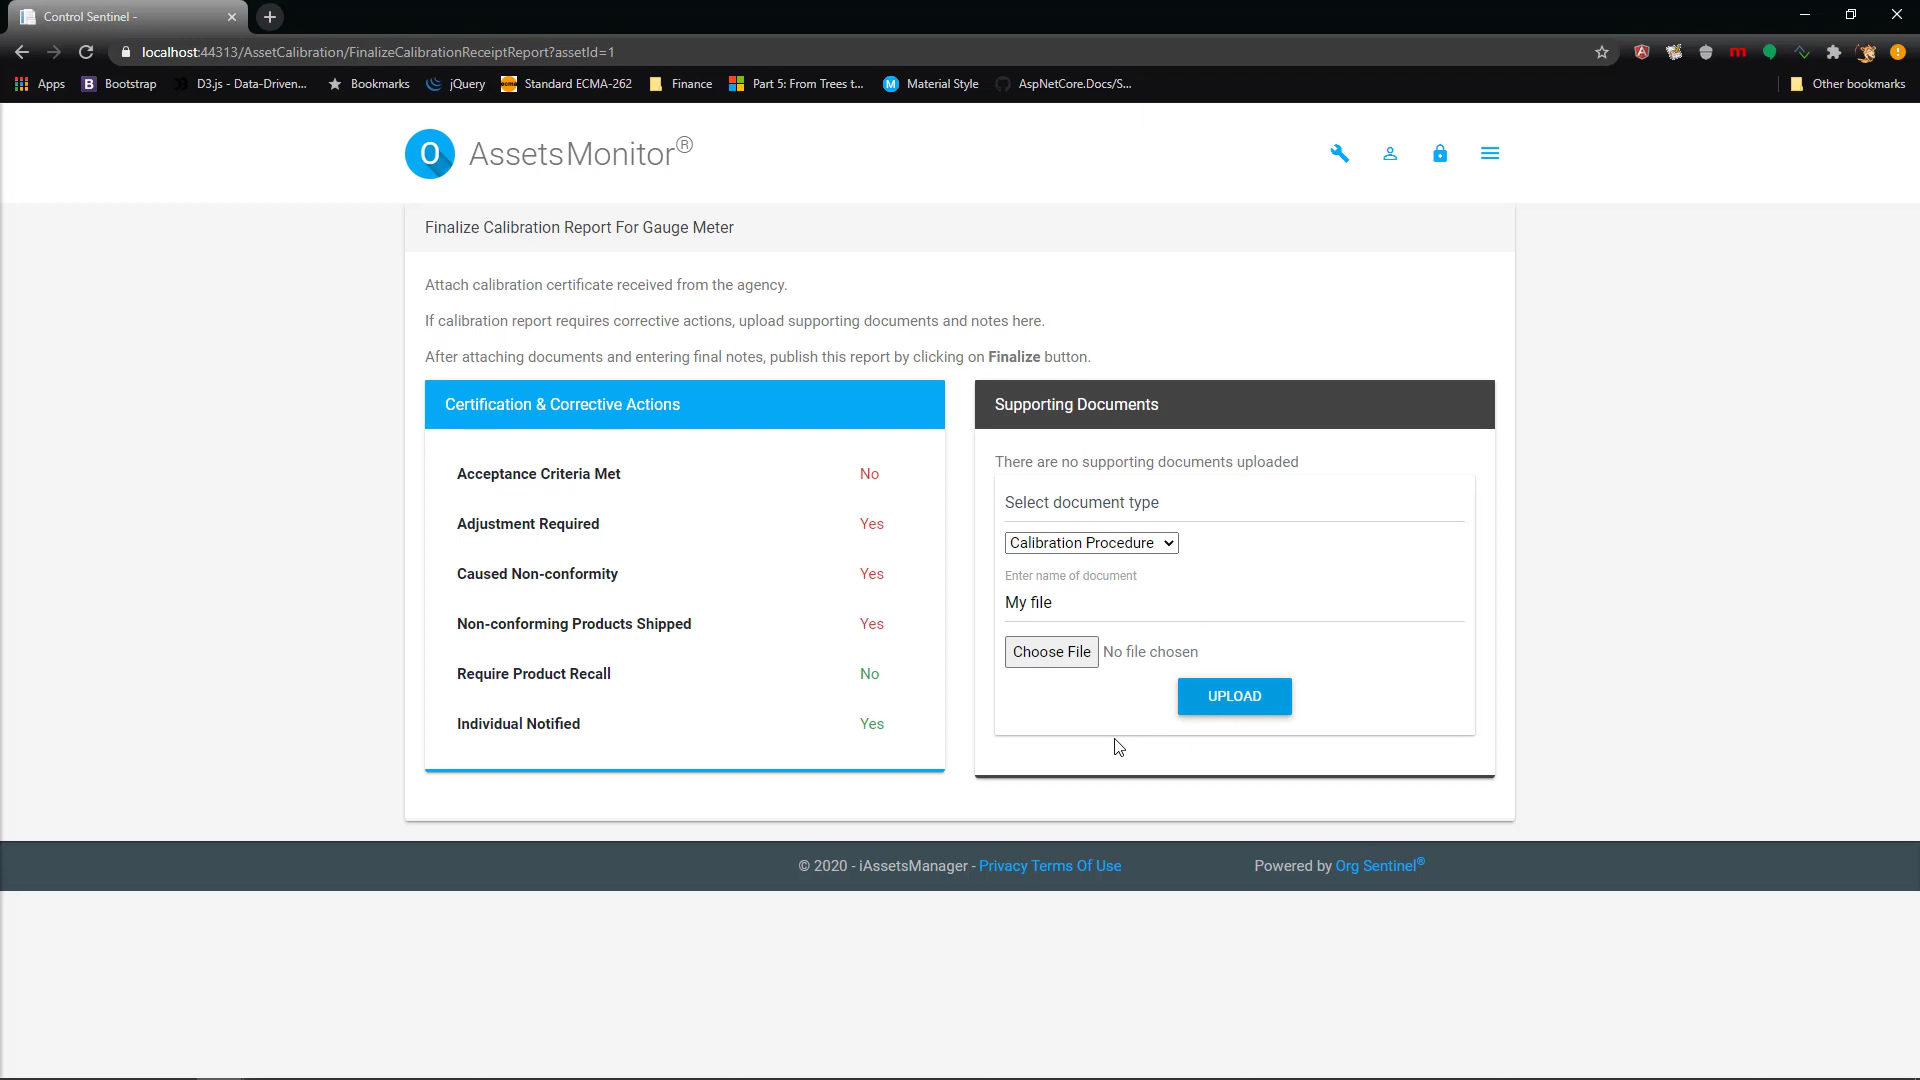 Control Sentinel -
localhost:44313/AssetCalibration/FinalizeCalibrationReceiptReport?assetId=1
Apps
B Bootstrap
D3.js - Data-Driven...
Bookmarks
jQuery
Standard ECMA-262
Finance
Part 5: From Trees t...
M Material Style
AspNetCore.Docs/S...
Other bookmarks
O AssetsMonitor®
Finalize Calibration Report For Gauge Meter
Attach calibration certificate received from the agency.
If calibration report requires corrective actions, upload supporting documents and notes here.
After attaching documents and entering final notes, publish this report by clicking on Finalize button.
Certification & Corrective Actions
Acceptance Criteria Met No
Adjustment Required Yes
Caused Non-conformity Yes
Non-conforming Products Shipped Yes
Require Product Recall No
Individual Notified Yes
Supporting Documents
There are no supporting documents uploaded
Select document type
Calibration Procedure
Enter name of document
My file
Choose File No file chosen
UPLOAD
© 2020 - iAssetsManager - Privacy Terms Of Use
Powered by Org Sentinel®